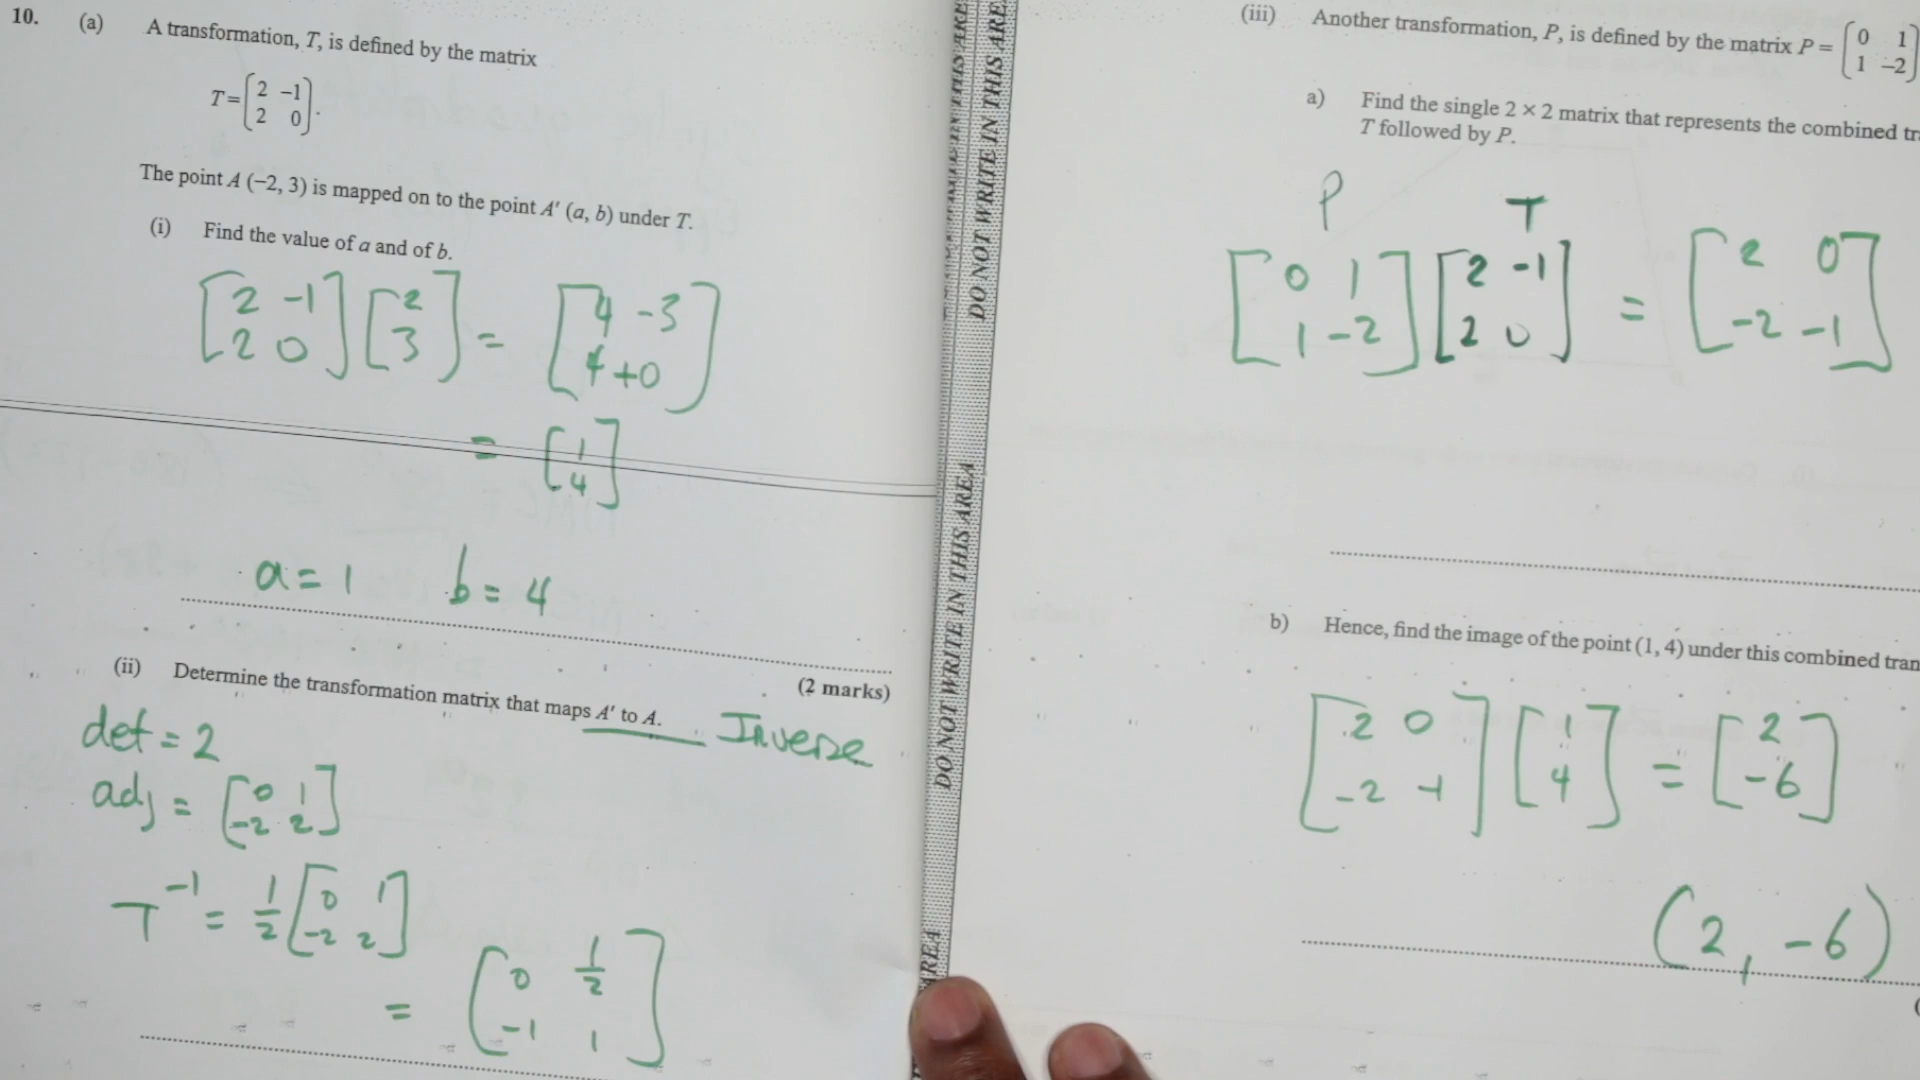 10. (a) A transformation, T, is defined by the matrix
T = [2 -1
2 0].
The point A (–2, 3) is mapped on to the point A' (a, b) under T.
(i) Find the value of a and of b.
[2 -1
2 0] [2
3] = [4 -3
4 +0]
= [1
4]
a = 1 b = 4
(2 marks)
(ii) Determine the transformation matrix that maps A' to A. Inverse
det = 2
adj = [0 1
-2 2]
T⁻¹ = 1/2 [0 1
-2 2]
= [0 1/2
-1 1]
DO NOT WRITE IN THIS AREA
DO NOT WRITE IN THIS AREA
AREA
(iii) Another transformation, P, is defined by the matrix P = [0 1
1 –2]
a) Find the single 2 × 2 matrix that represents the combined
T followed by P.
P T
[0 1
1 -2] [2 -1
2 0] = [2 0
-2 -1]
b) Hence, find the image of the point (1, 4) under this combined
[2 0
-2 -1] [1
4] = [2
-6]
(2, -6)